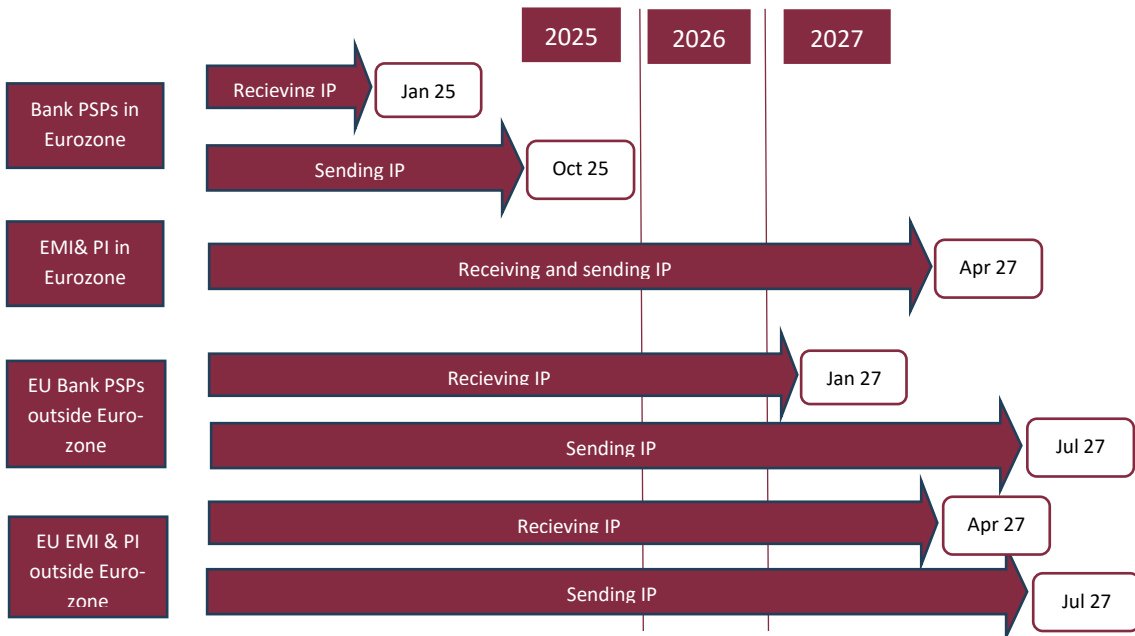 2025
2026
2027
Bank PSPs in
Eurozone
Recieving IP
Jan 25
Sending IP
Oct 25
EMI& PI in
Eurozone
Receiving and sending IP
Apr 27
EU Bank PSPs
outside Euro-
zone
Recieving IP
Jan 27
Sending IP
Jul 27
EU EMI & PI
outside Euro-
zone
Recieving IP
Apr 27
Sending IP
Jul 27